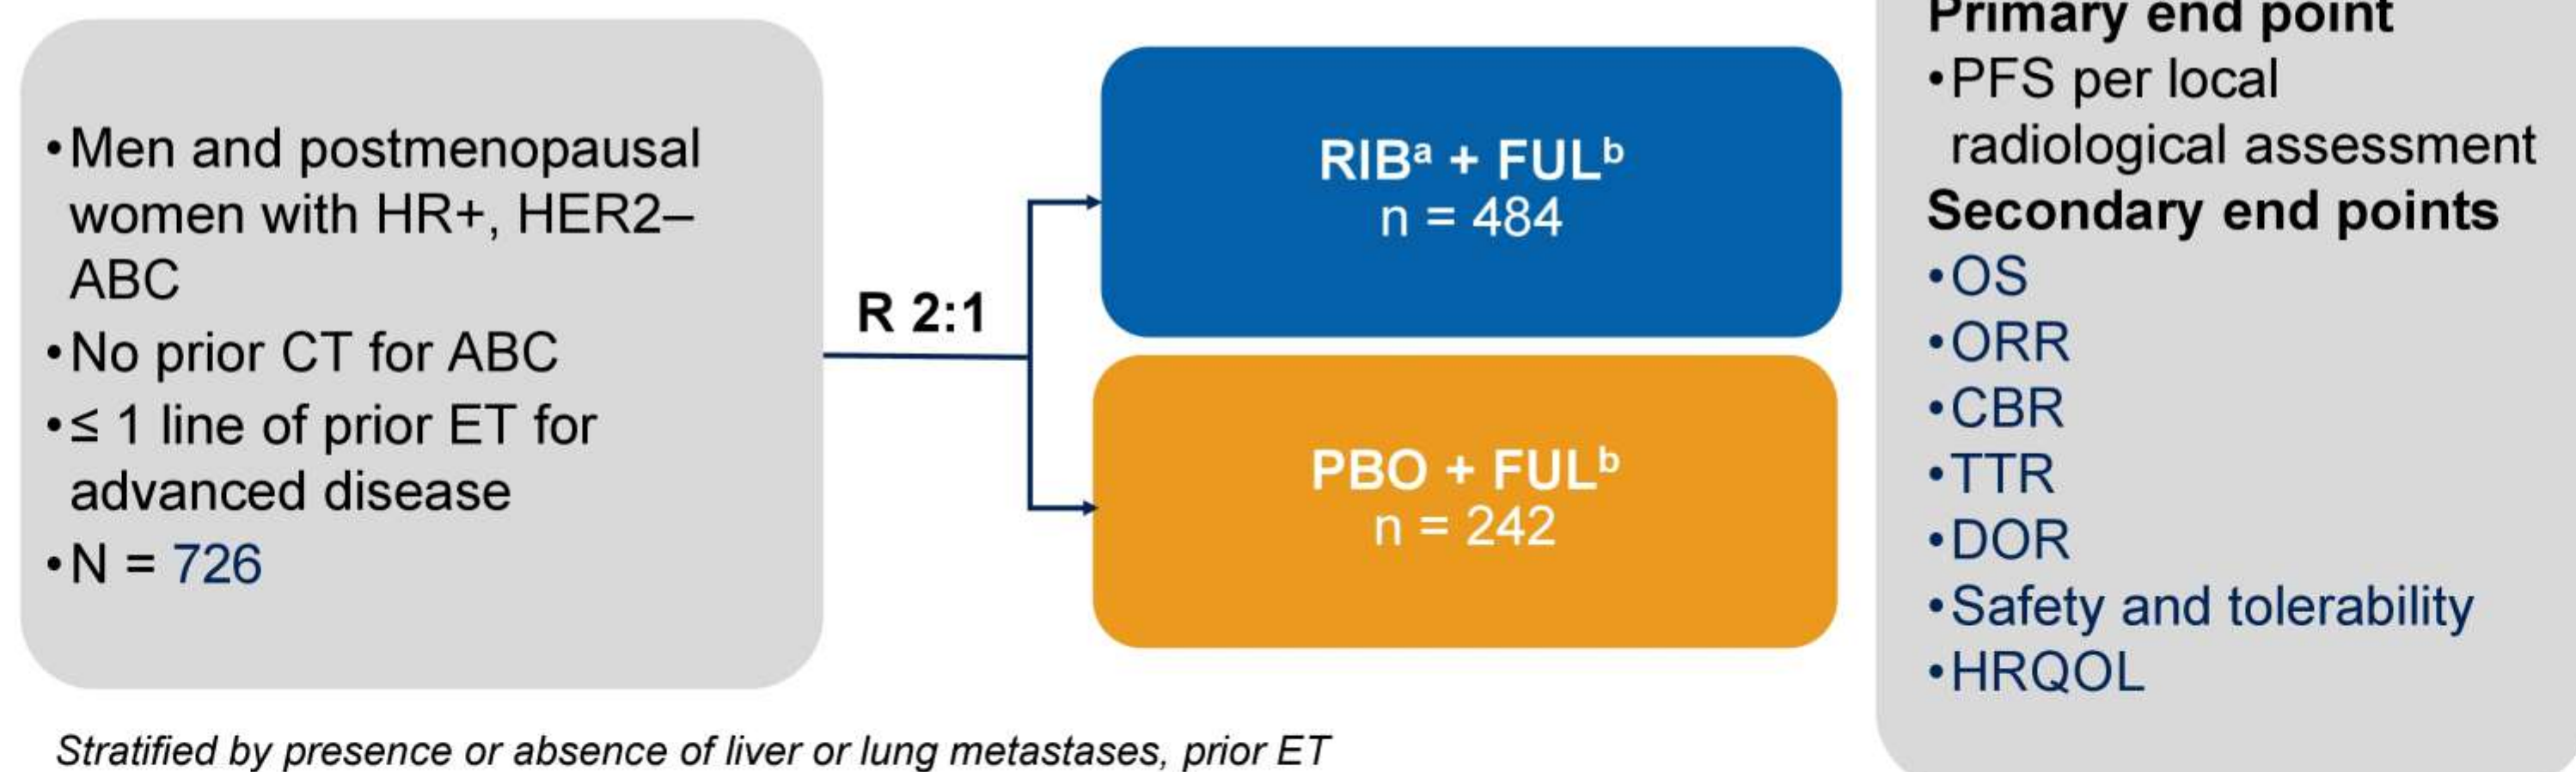 •Men and postmenopausal
women with HR+, HER2–
ABC
•No prior CT for ABC
•≤ 1 line of prior ET for
advanced disease
•N = 726
R 2:1
RIBᵃ + FULᵇ
n = 484
PBO + FULᵇ
n = 242
Primary end point
•PFS per local
radiological assessment
Secondary end points
•OS
•ORR
•CBR
•TTR
•DOR
•Safety and tolerability
•HRQOL
Stratified by presence or absence of liver or lung metastases, prior ET